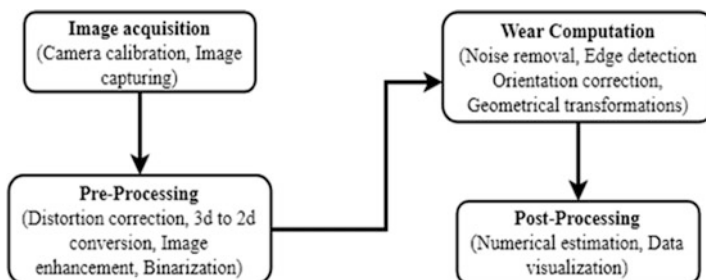 Image acquisition
(Camera calibration, Image
capturing)
Pre-Processing
(Distortion correction, 3d to 2d
conversion, Image
enhancement, Binarization)
Wear Computation
(Noise removal, Edge detection
Orientation correction,
Geometrical transformations)
Post-Processing
(Numerical estimation, Data
visualization)